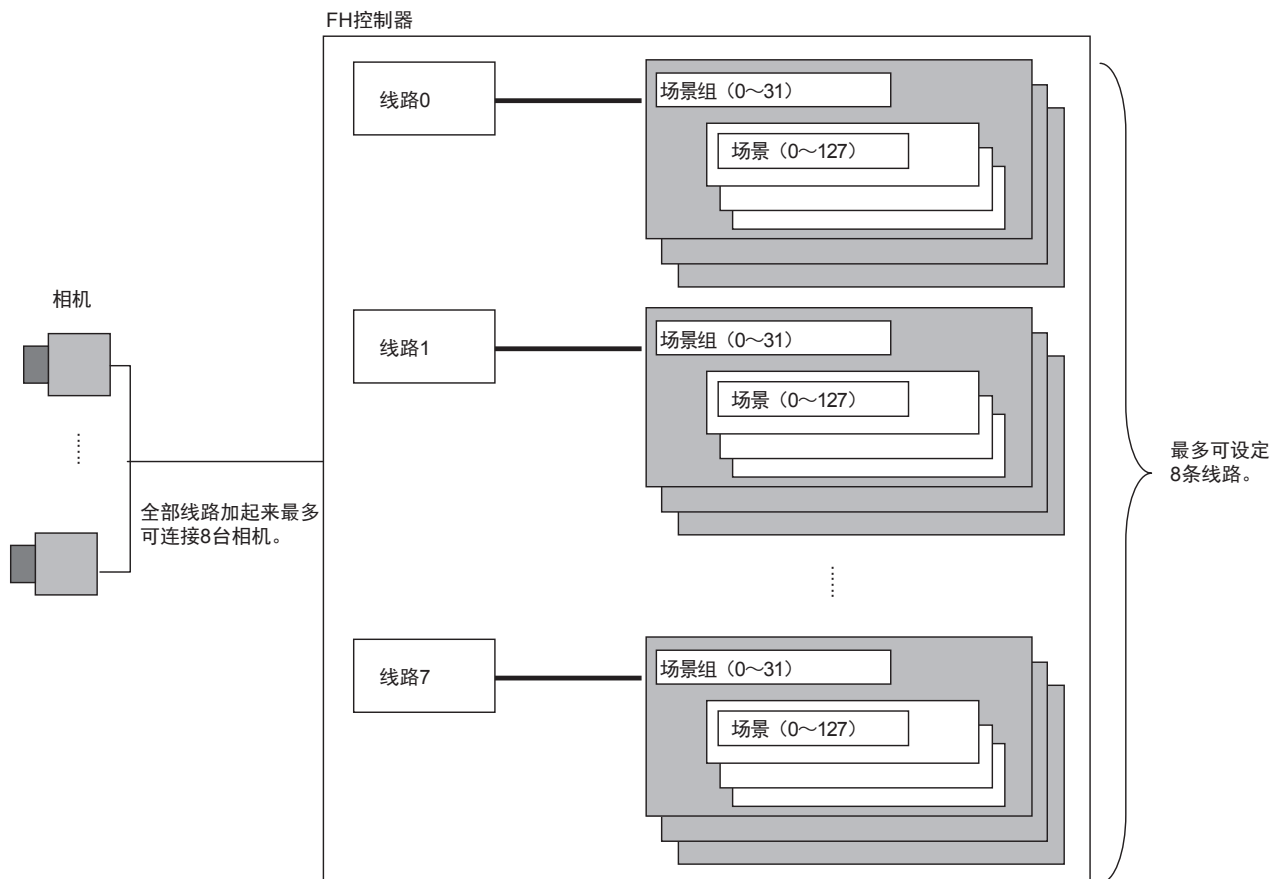 FH控制器
线路0
场景组（0～31）
场景（0～127）
相机
线路1
场景组（0～31）
场景（0～127）
全部线路加起来最多
可连接8台相机。
最多可设定
8条线路。
线路7
场景组（0～31）
场景（0～127）